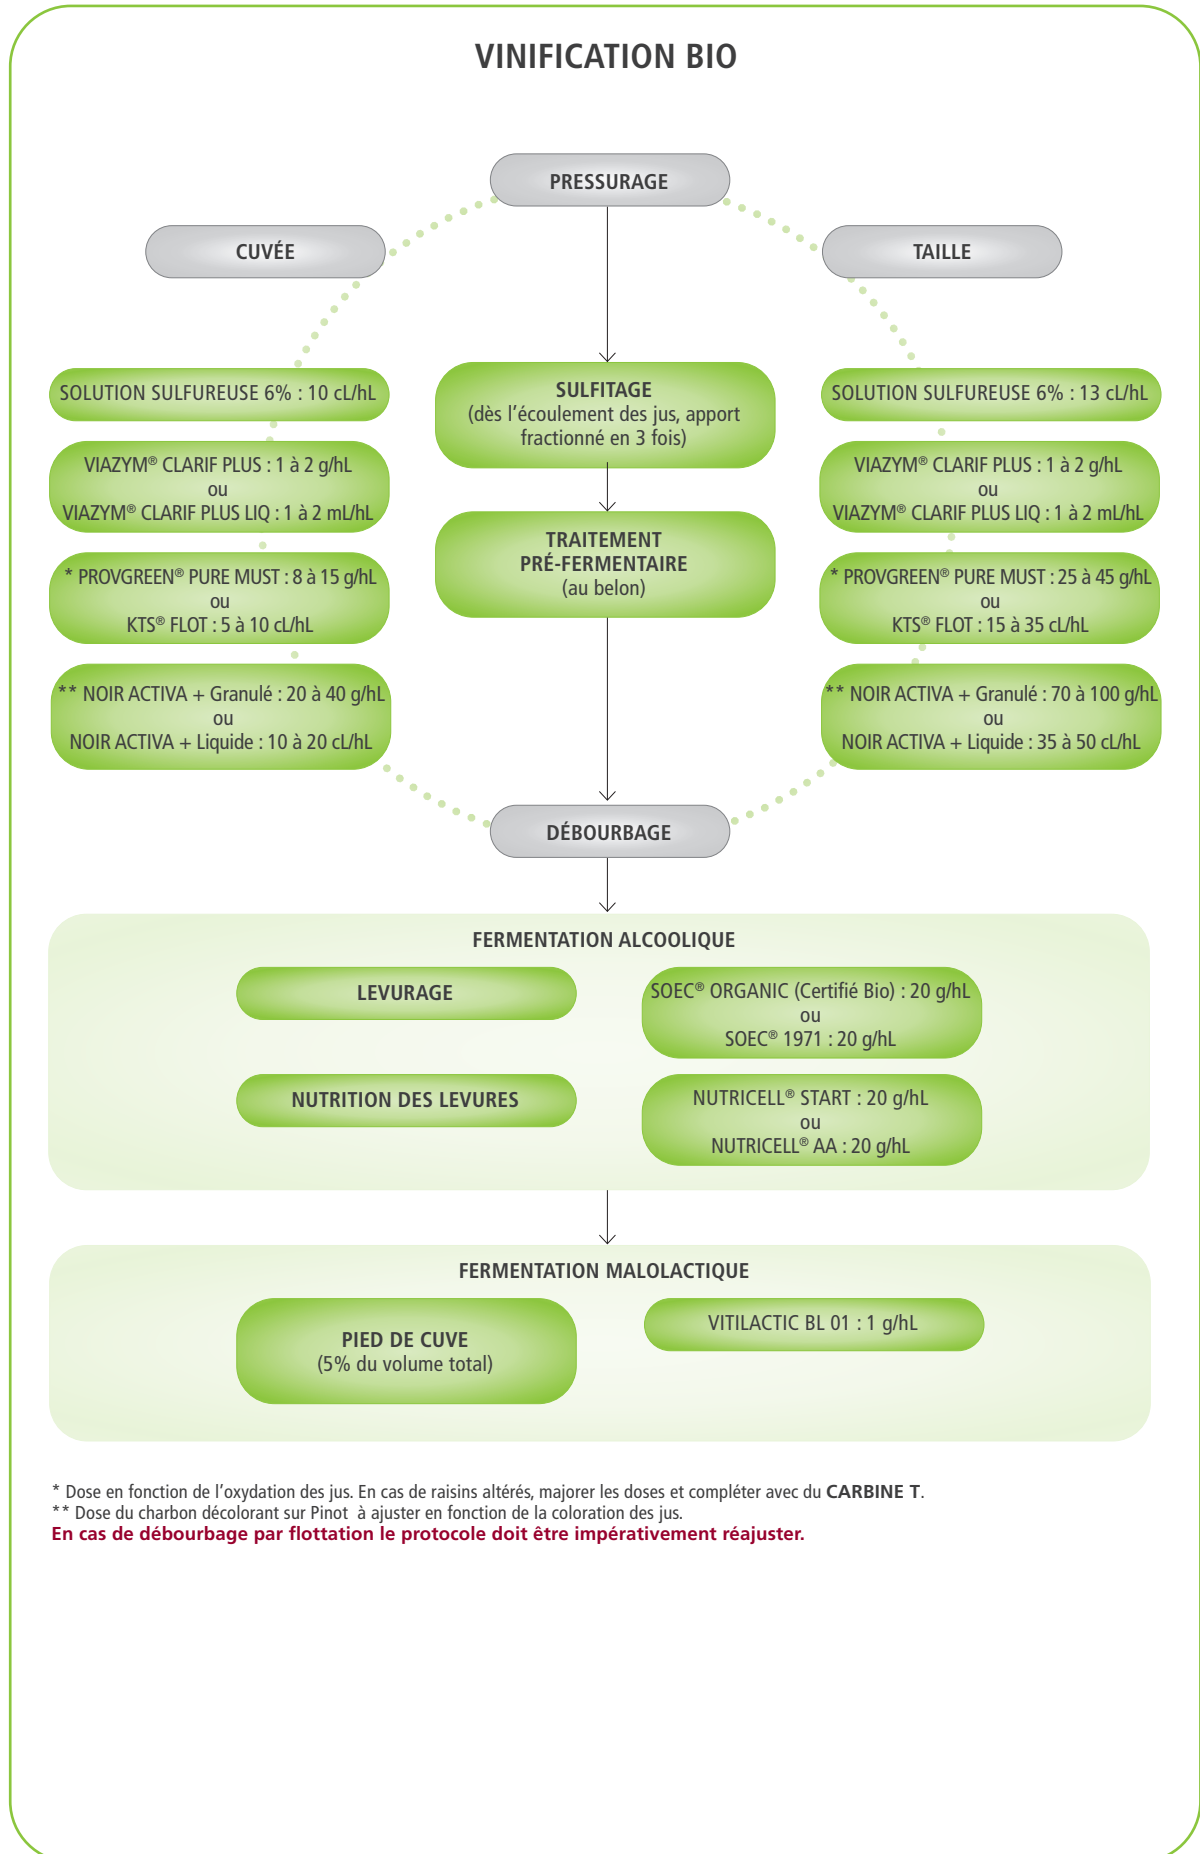 VINIFICATION BIO
PRESSURAGE
CUVÉE
TAILLE
SOLUTION SULFUREUSE 6% : 10 cL/hL
SULFITAGE
(dès l'écoulement des jus, apport
fractionné en 3 fois)
SOLUTION SULFUREUSE 6% : 13 cL/hL
VIAZYM® CLARIF PLUS : 1 à 2 g/hL
ou
VIAZYM® CLARIF PLUS LIQ : 1 à 2 mL/hL
VIAZYM® CLARIF PLUS : 1 à 2 g/hL
ou
VIAZYM® CLARIF PLUS LIQ : 1 à 2 mL/hL
TRAITEMENT
PRÉ-FERMENTAIRE
(au belon)
* PROVGREEN® PURE MUST : 8 à 15 g/hL
ou
KTS® FLOT : 5 à 10 cL/hL
* PROVGREEN® PURE MUST : 25 à 45 g/hL
ou
KTS® FLOT : 15 à 35 cL/hL
** NOIR ACTIVA + Granulé : 20 à 40 g/hL
ou
NOIR ACTIVA + Liquide : 10 à 20 cL/hL
** NOIR ACTIVA + Granulé : 70 à 100 g/hL
ou
NOIR ACTIVA + Liquide : 35 à 50 cL/hL
DÉBOURBAGE
FERMENTATION ALCOOLIQUE
LEVURAGE
SOEC® ORGANIC (Certifié Bio) : 20 g/hL
ou
SOEC® 1971 : 20 g/hL
NUTRITION DES LEVURES
NUTRICELL® START : 20 g/hL
ou
NUTRICELL® AA : 20 g/hL
FERMENTATION MALOLACTIQUE
PIED DE CUVE
(5% du volume total)
VITILACTIC BL 01 : 1 g/hL
* Dose en fonction de l'oxydation des jus. En cas de raisins altérés, majorer les doses et compléter avec du CARBINE T.
** Dose du charbon décolorant sur Pinot à ajuster en fonction de la coloration des jus.
En cas de débourbage par flottation le protocole doit être impérativement réajuster.